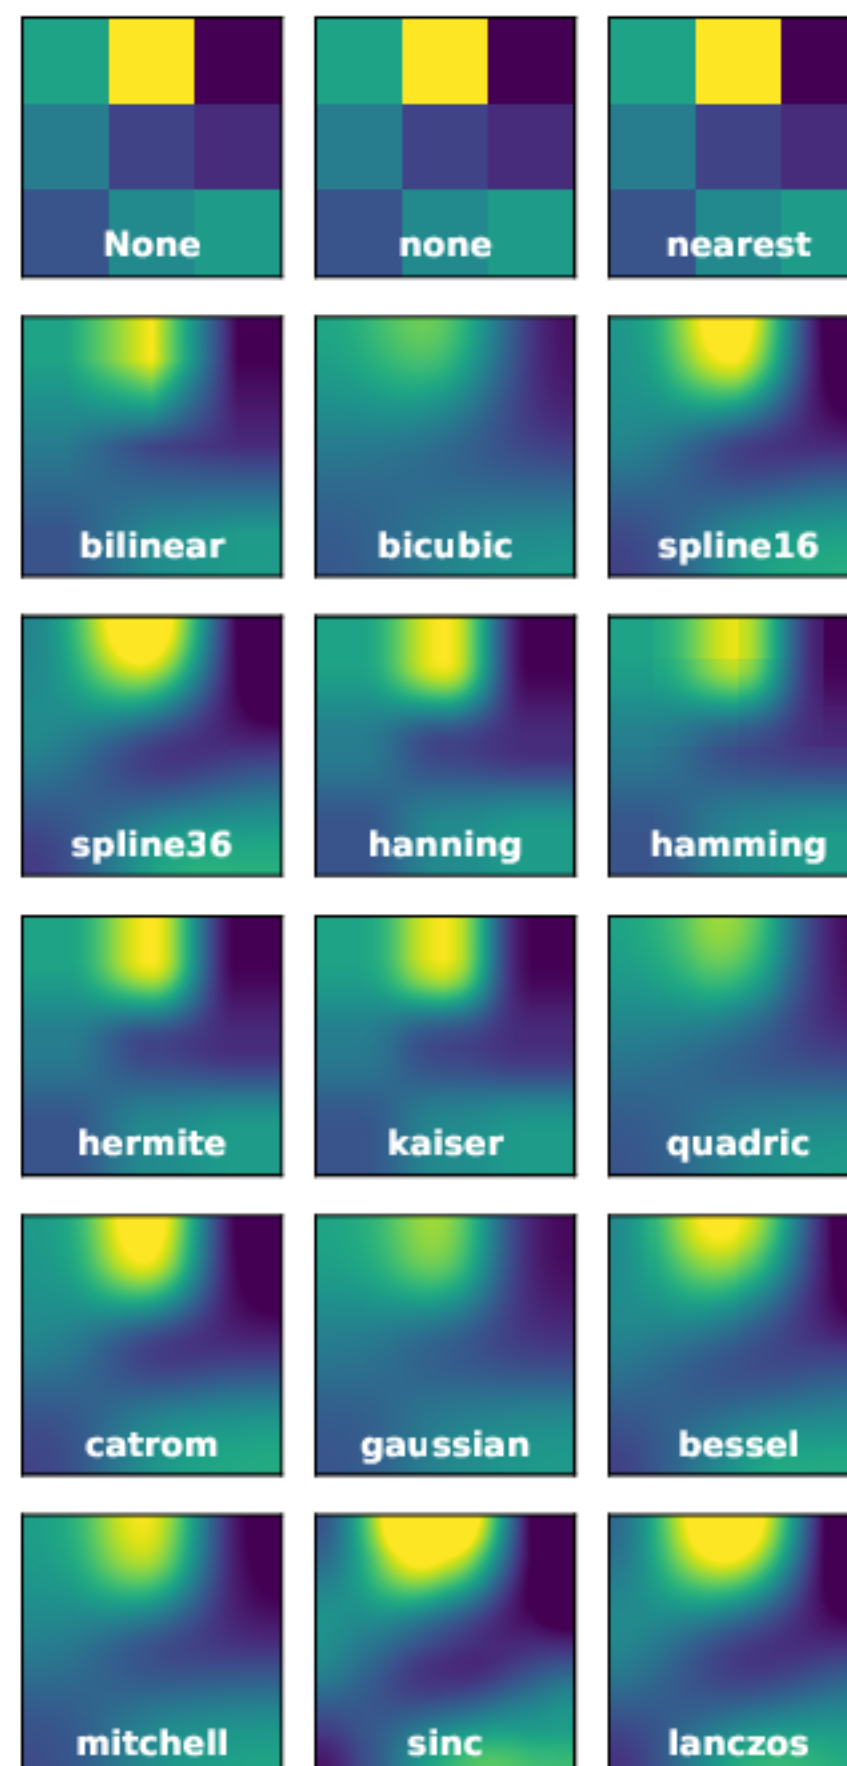 None none nearest
bilinear bicubic spline16
spline36 hanning hamming
hermite kaiser quadric
catrom gaussian bessel
mitchell sinc lanczos